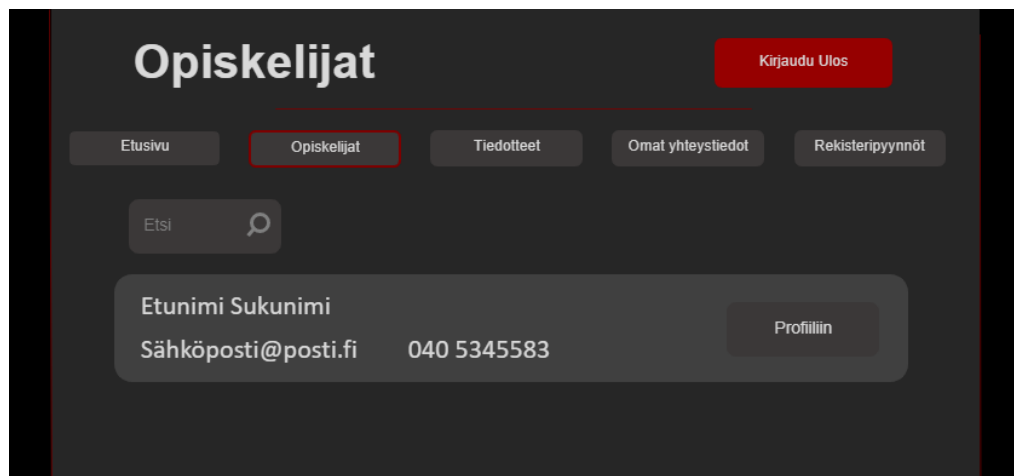 Opiskelijat
Kirjaudu Ulos
Etusivu
Opiskelijat
Tiedotteet
Omat yhteystiedot
Rekisteripyynnöt
Etsi
Etunimi Sukunimi
Sähköposti@posti.fi 040 5345583
Profiiliin